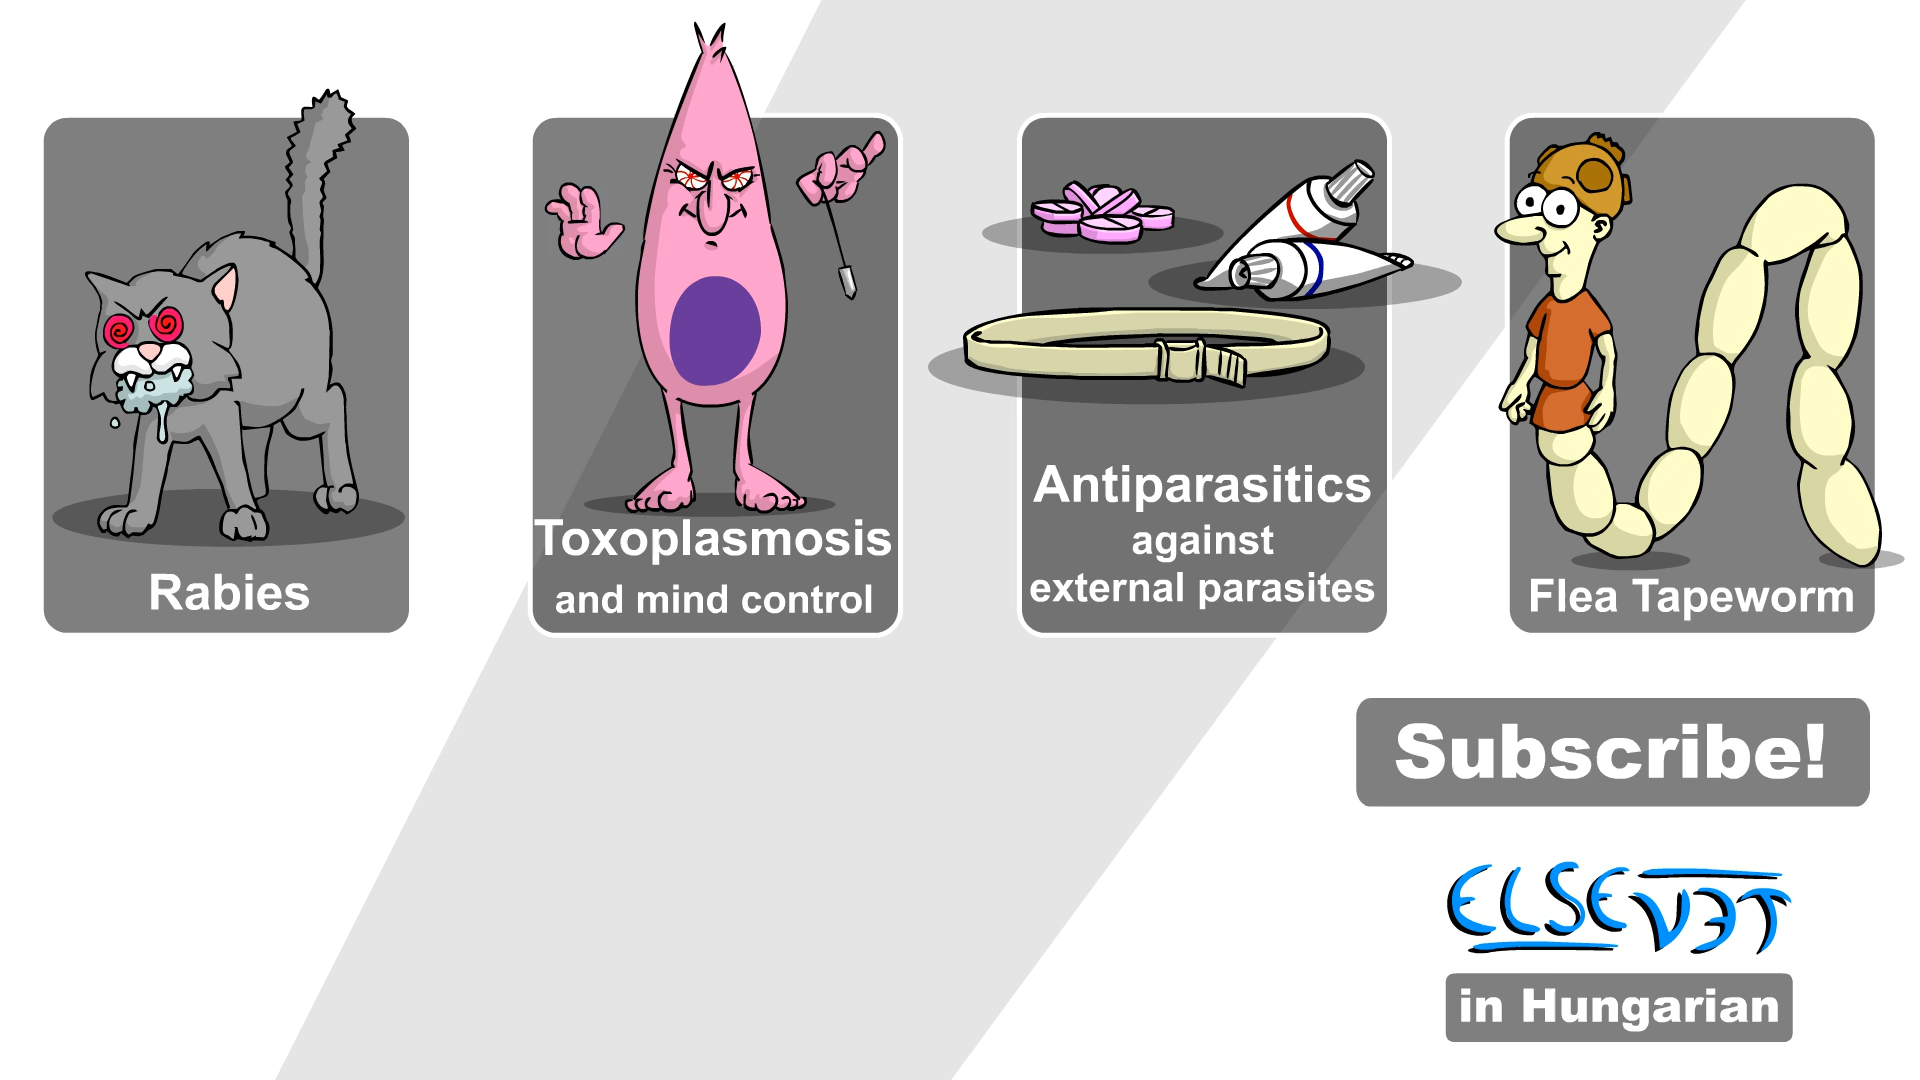 Rabies
Toxoplasmosis
and mind control
Antiparasitics
against
external parasites
Flea Tapeworm
Subscribe!
ELSEVET
in Hungarian